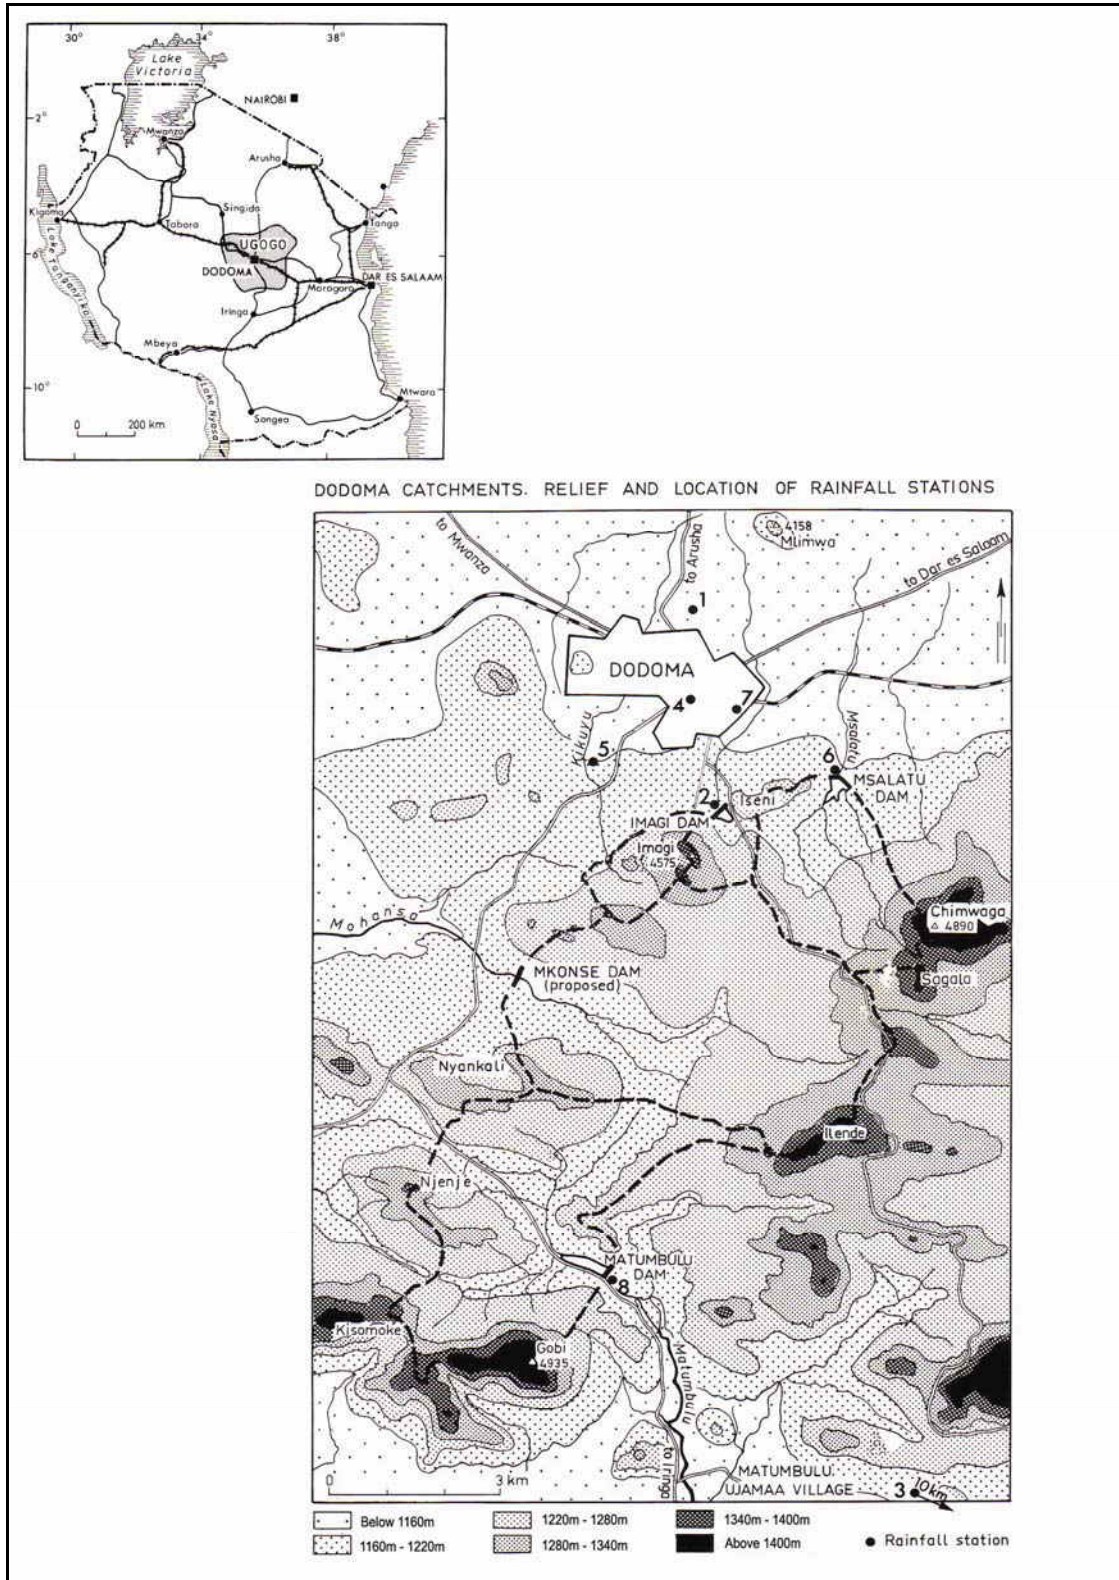 30° 34° 38°
Lake
Victoria
NAIROBI
2°
Mwanza
Arusha
Kigoma
Singida
Tabora
Tanga
UGOGO
6°
DODOMA
DAR ES SALAAM
Morogoro
Lake Tanganyika
Iringa
Mbeya
10°
Lake Nyasa
Mtwara
Songea
0 200 km
DODOMA CATCHMENTS. RELIEF AND LOCATION OF RAINFALL STATIONS
to Mwanza
to Arusha
4158
Mlimwa
to Dar es Salaam
1
DODOMA
4
7
Kikuyu
5
Msalatu
6
MSALATU
DAM
2
Iseni
IMAGI DAM
Imagi
4575
Chimwaga
4890
Mahansa
Sagala
MKONSE DAM
(proposed)
Nyankali
Ilende
Njenje
MATUMBULU
DAM
8
Kisamoke
Gobi
4935
Matumbulu
to Iringa
MATUMBULU
UJAMAA VILLAGE
3 10km
0 3 km
Below 1160m
1160m - 1220m
1220m - 1280m
1280m - 1340m
1340m - 1400m
Above 1400m
Rainfall station